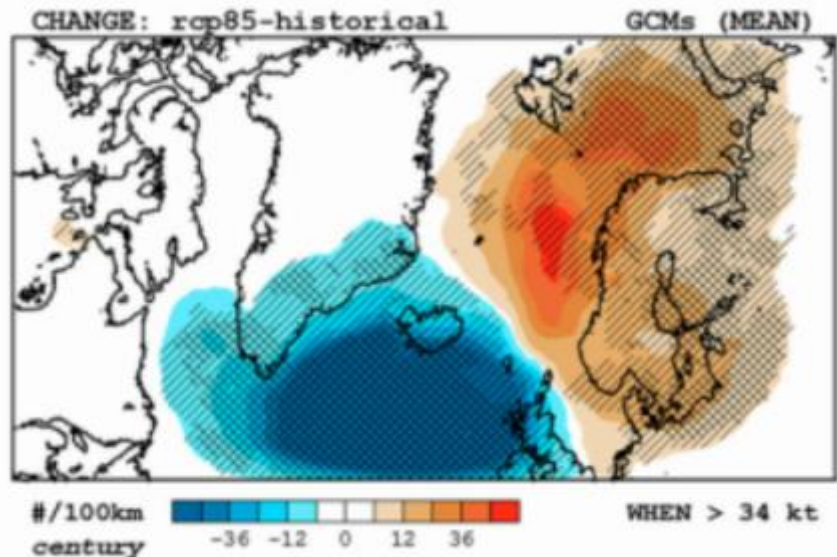 CHANGE: rcp85-historical GCMs (MEAN)
#/100km
century
-36 -12 0 12 36
WHEN > 34 kt